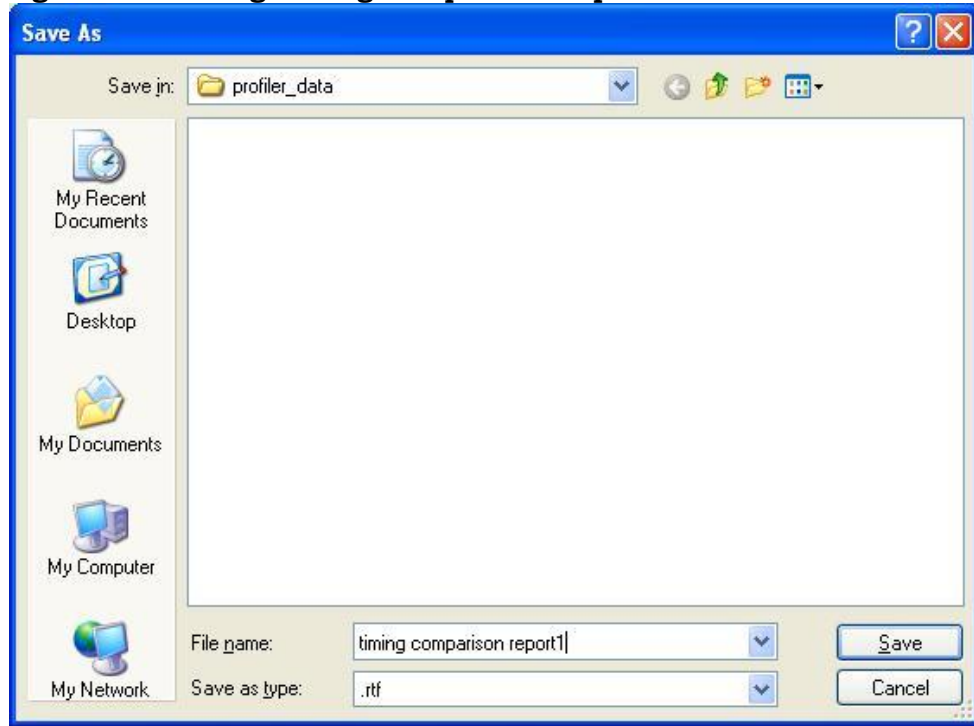 Save As
Save in:
profiler_data
My Recent
Documents
Desktop
My Documents
My Computer
My Network
File name:
timing comparison report1
Save
Save as type:
.rtf
Cancel